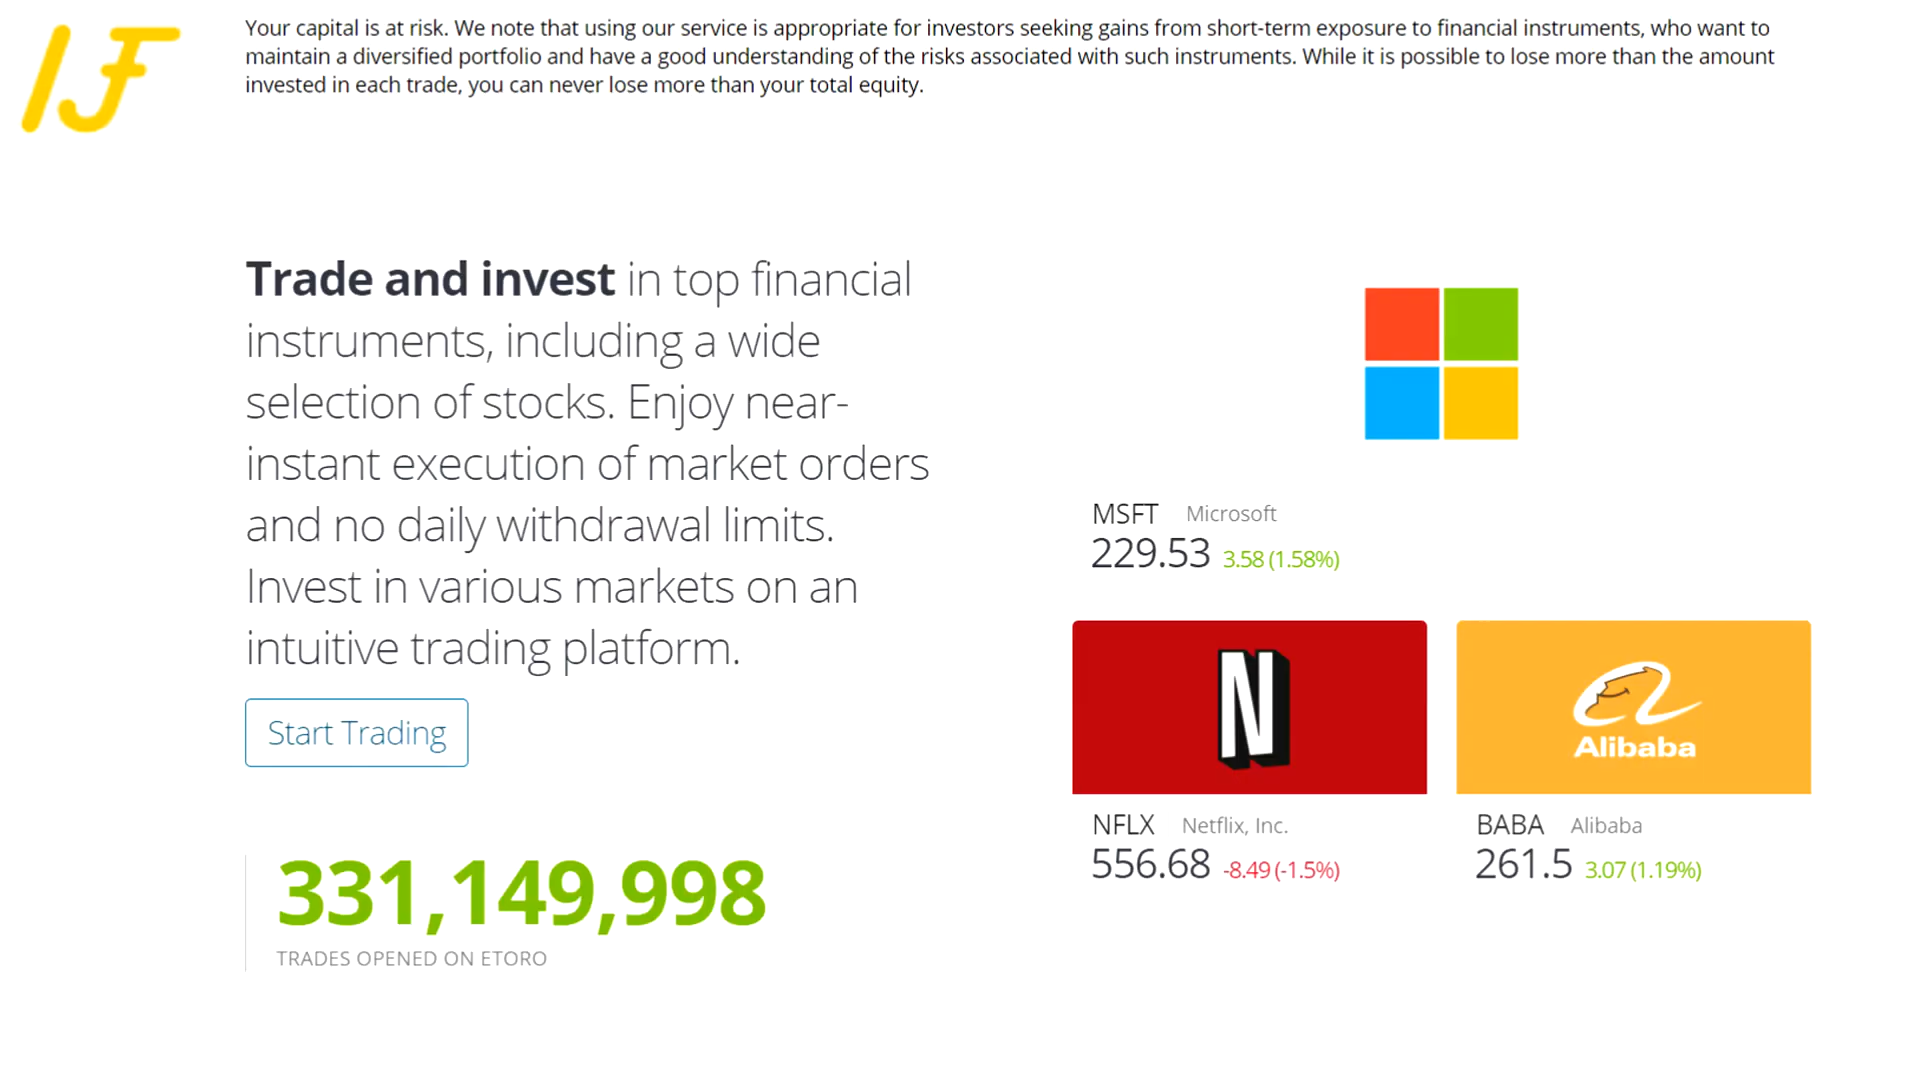 IF
Your capital is at risk. We note that using our service is appropriate for investors seeking gains from short-term exposure to financial instruments, who want to
maintain a diversified portfolio and have a good understanding of the risks associated with such instruments. While it is possible to lose more than the amount
invested in each trade, you can never lose more than your total equity.
Trade and invest in top financial
instruments, including a wide
selection of stocks. Enjoy near-
instant execution of market orders
and no daily withdrawal limits.
Invest in various markets on an
intuitive trading platform.
Start Trading
331,149,998
TRADES OPENED ON ETORO
MSFT Microsoft
229.53 3.58 (1.58%)
N
Alibaba
NFLX Netflix, Inc.
556.68 -8.49 (-1.5%)
BABA Alibaba
261.5 3.07 (1.19%)